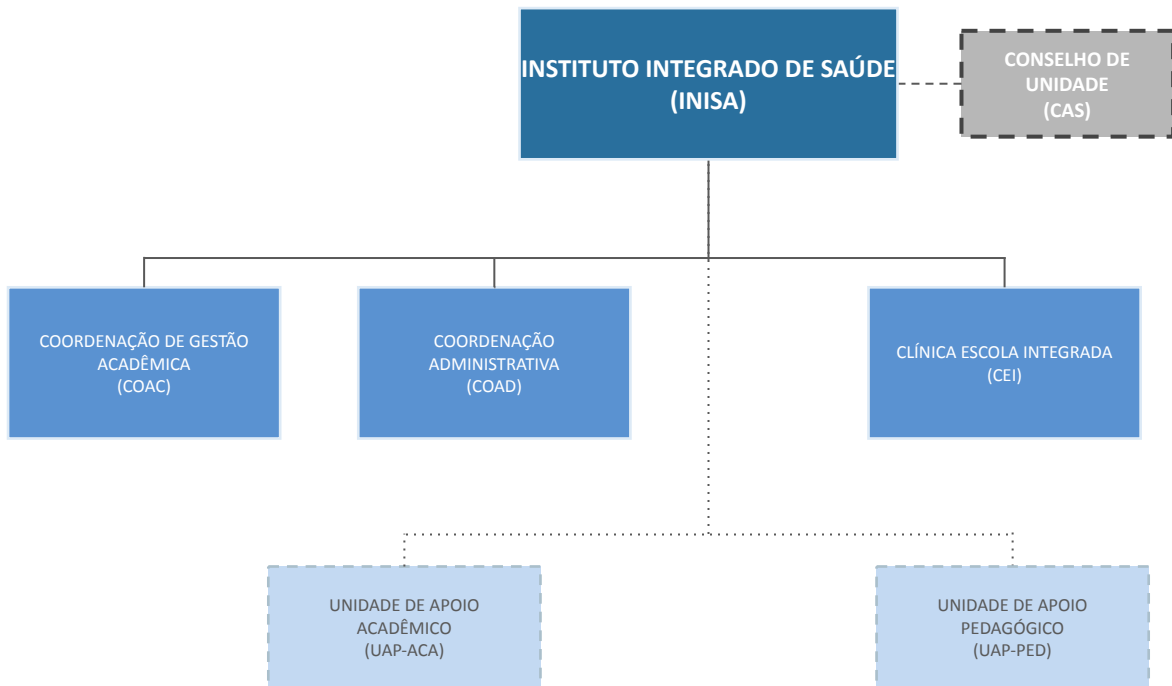 INSTITUTO INTEGRADO DE SAÚDE
(INISA)
CONSELHO DE
UNIDADE
(CAS)
COORDENAÇÃO DE GESTÃO
ACADÊMICA
(COAC)
COORDENAÇÃO
ADMINISTRATIVA
(COAD)
CLÍNICA ESCOLA INTEGRADA
(CEI)
UNIDADE DE APOIO
ACADÊMICO
(UAP-ACA)
UNIDADE DE APOIO
PEDAGÓGICO
(UAP-PED)